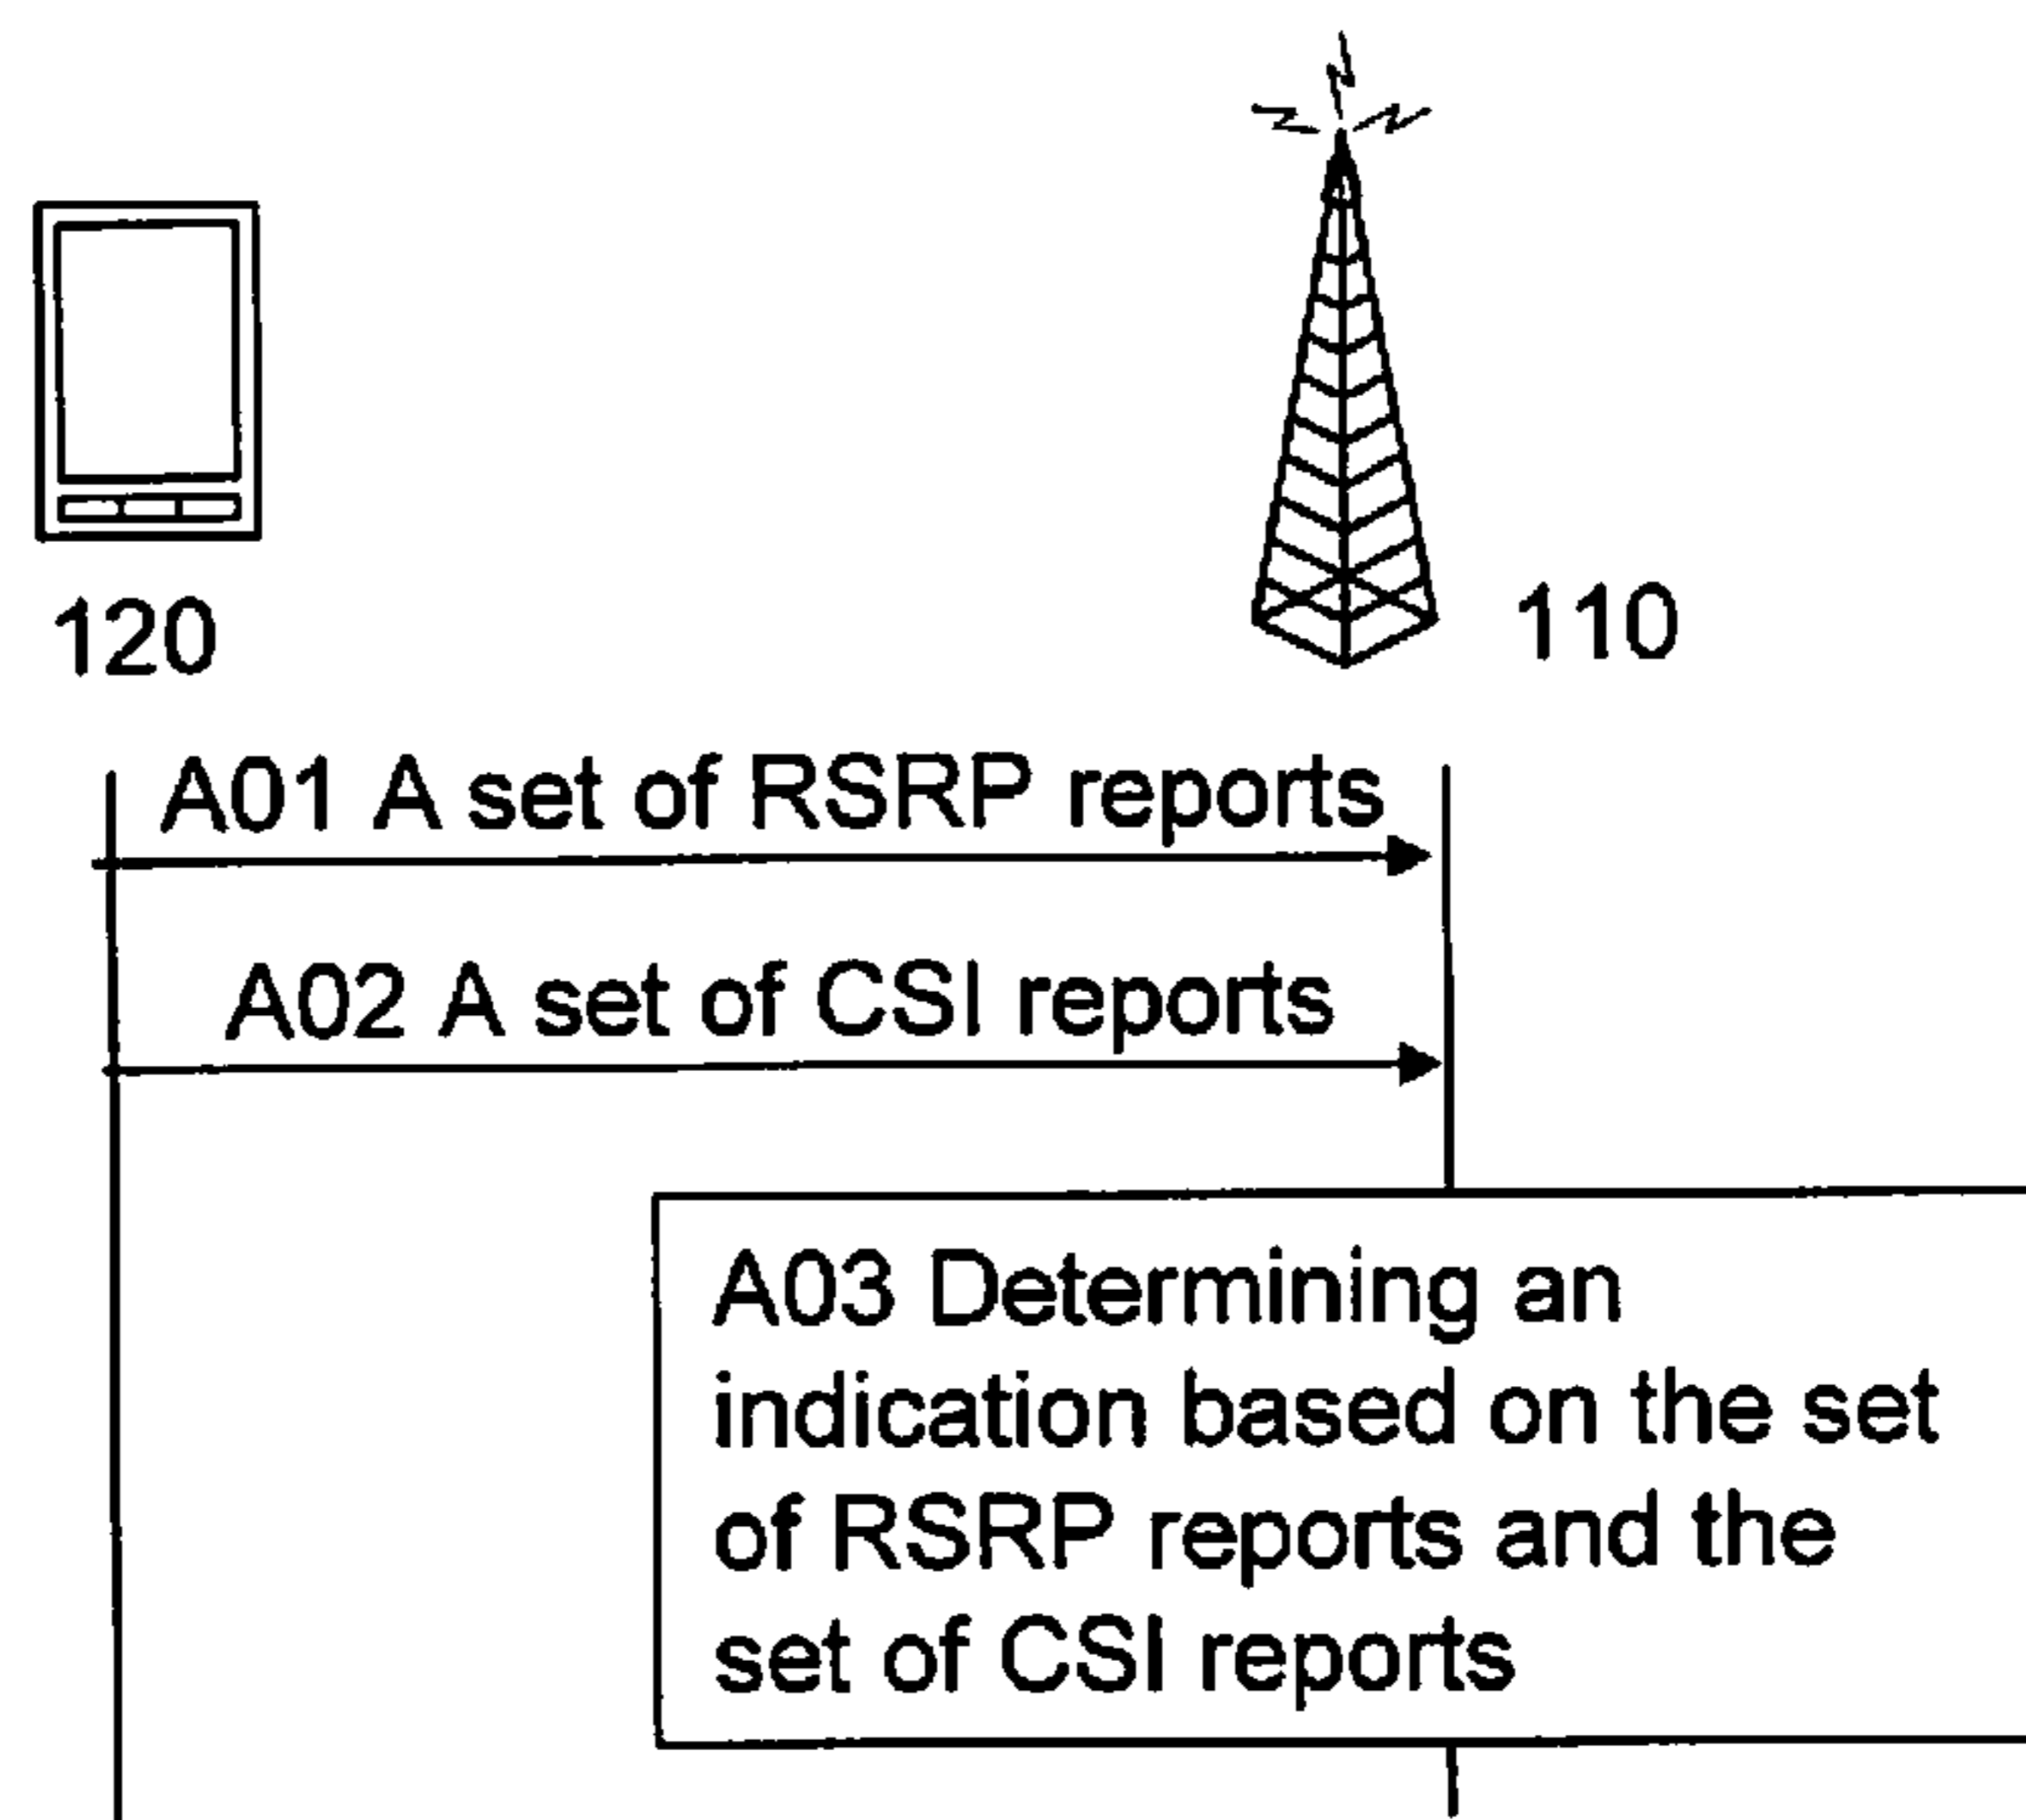 120
110
A01 A set of RSRP reports
A02 A set of CSI reports
A03 Determining an
indication based on the set
of RSRP reports and the
set of CSI reports